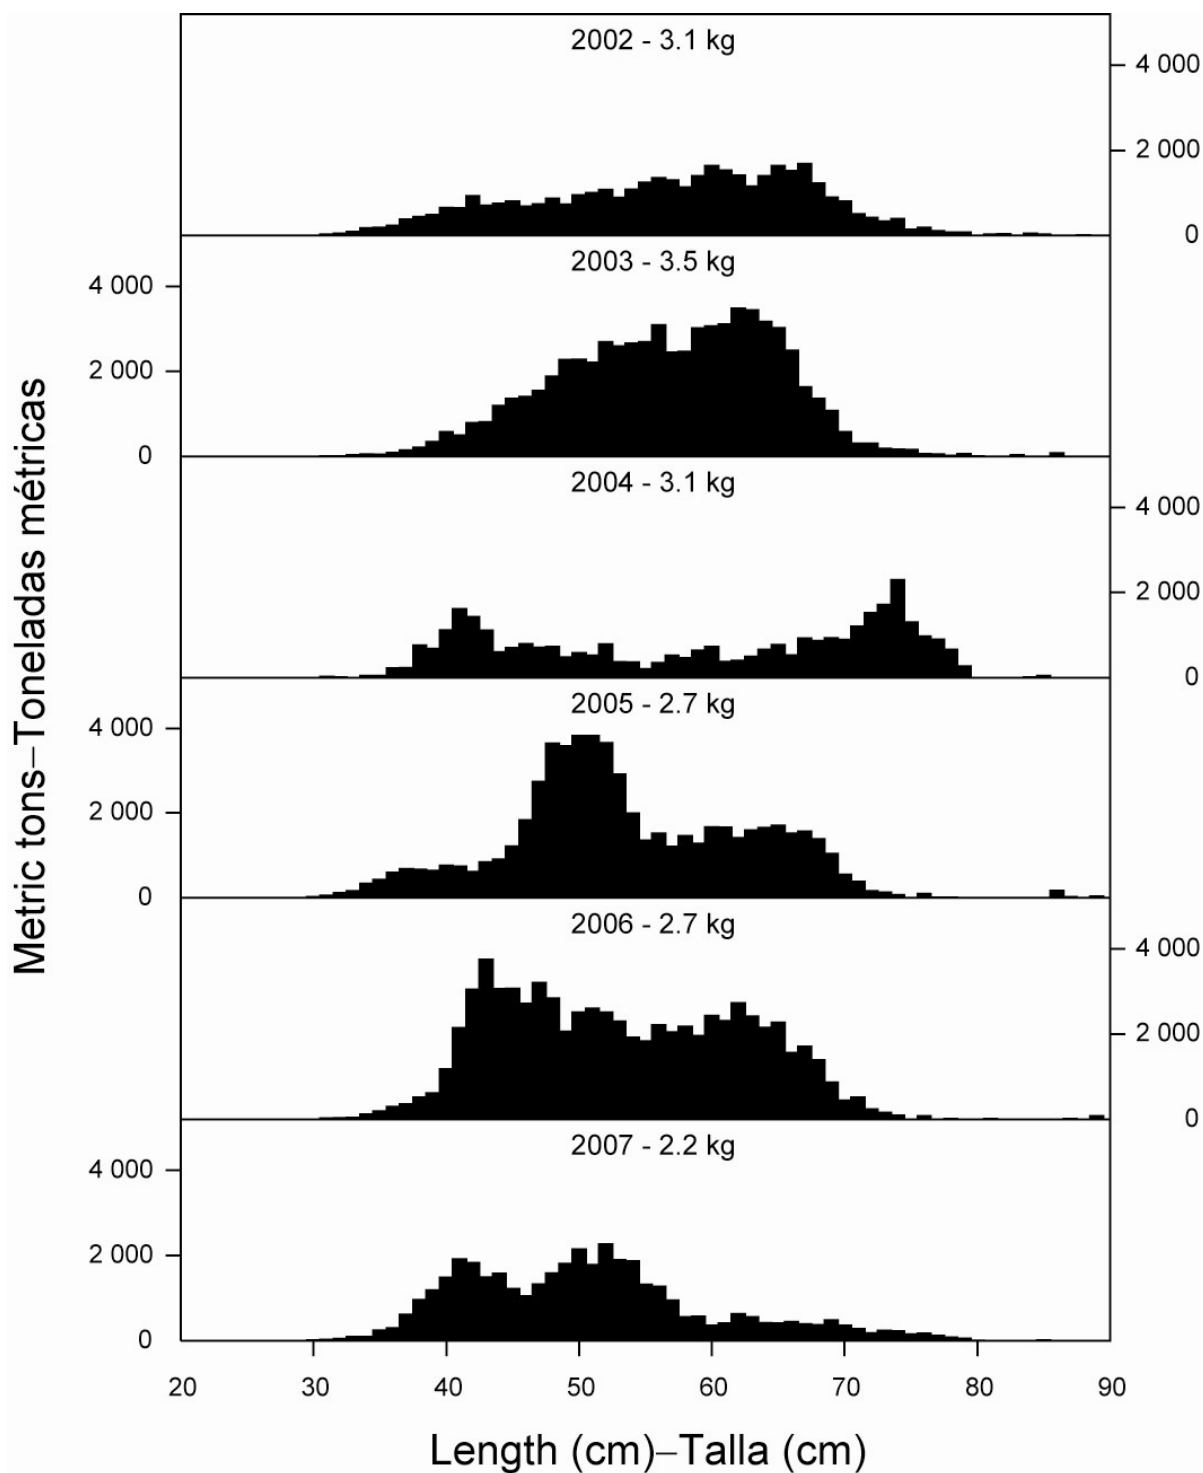 2002 - 3.1 kg
4 000
2 000
0
2003 - 3.5 kg
4 000
2 000
0
2004 - 3.1 kg
4 000
2 000
0
2005 - 2.7 kg
4 000
2 000
0
2006 - 2.7 kg
4 000
2 000
0
2007 - 2.2 kg
4 000
2 000
0
20 30 40 50 60 70 80 90
Length (cm)–Talla (cm)
Metric tons–Toneladas métricas